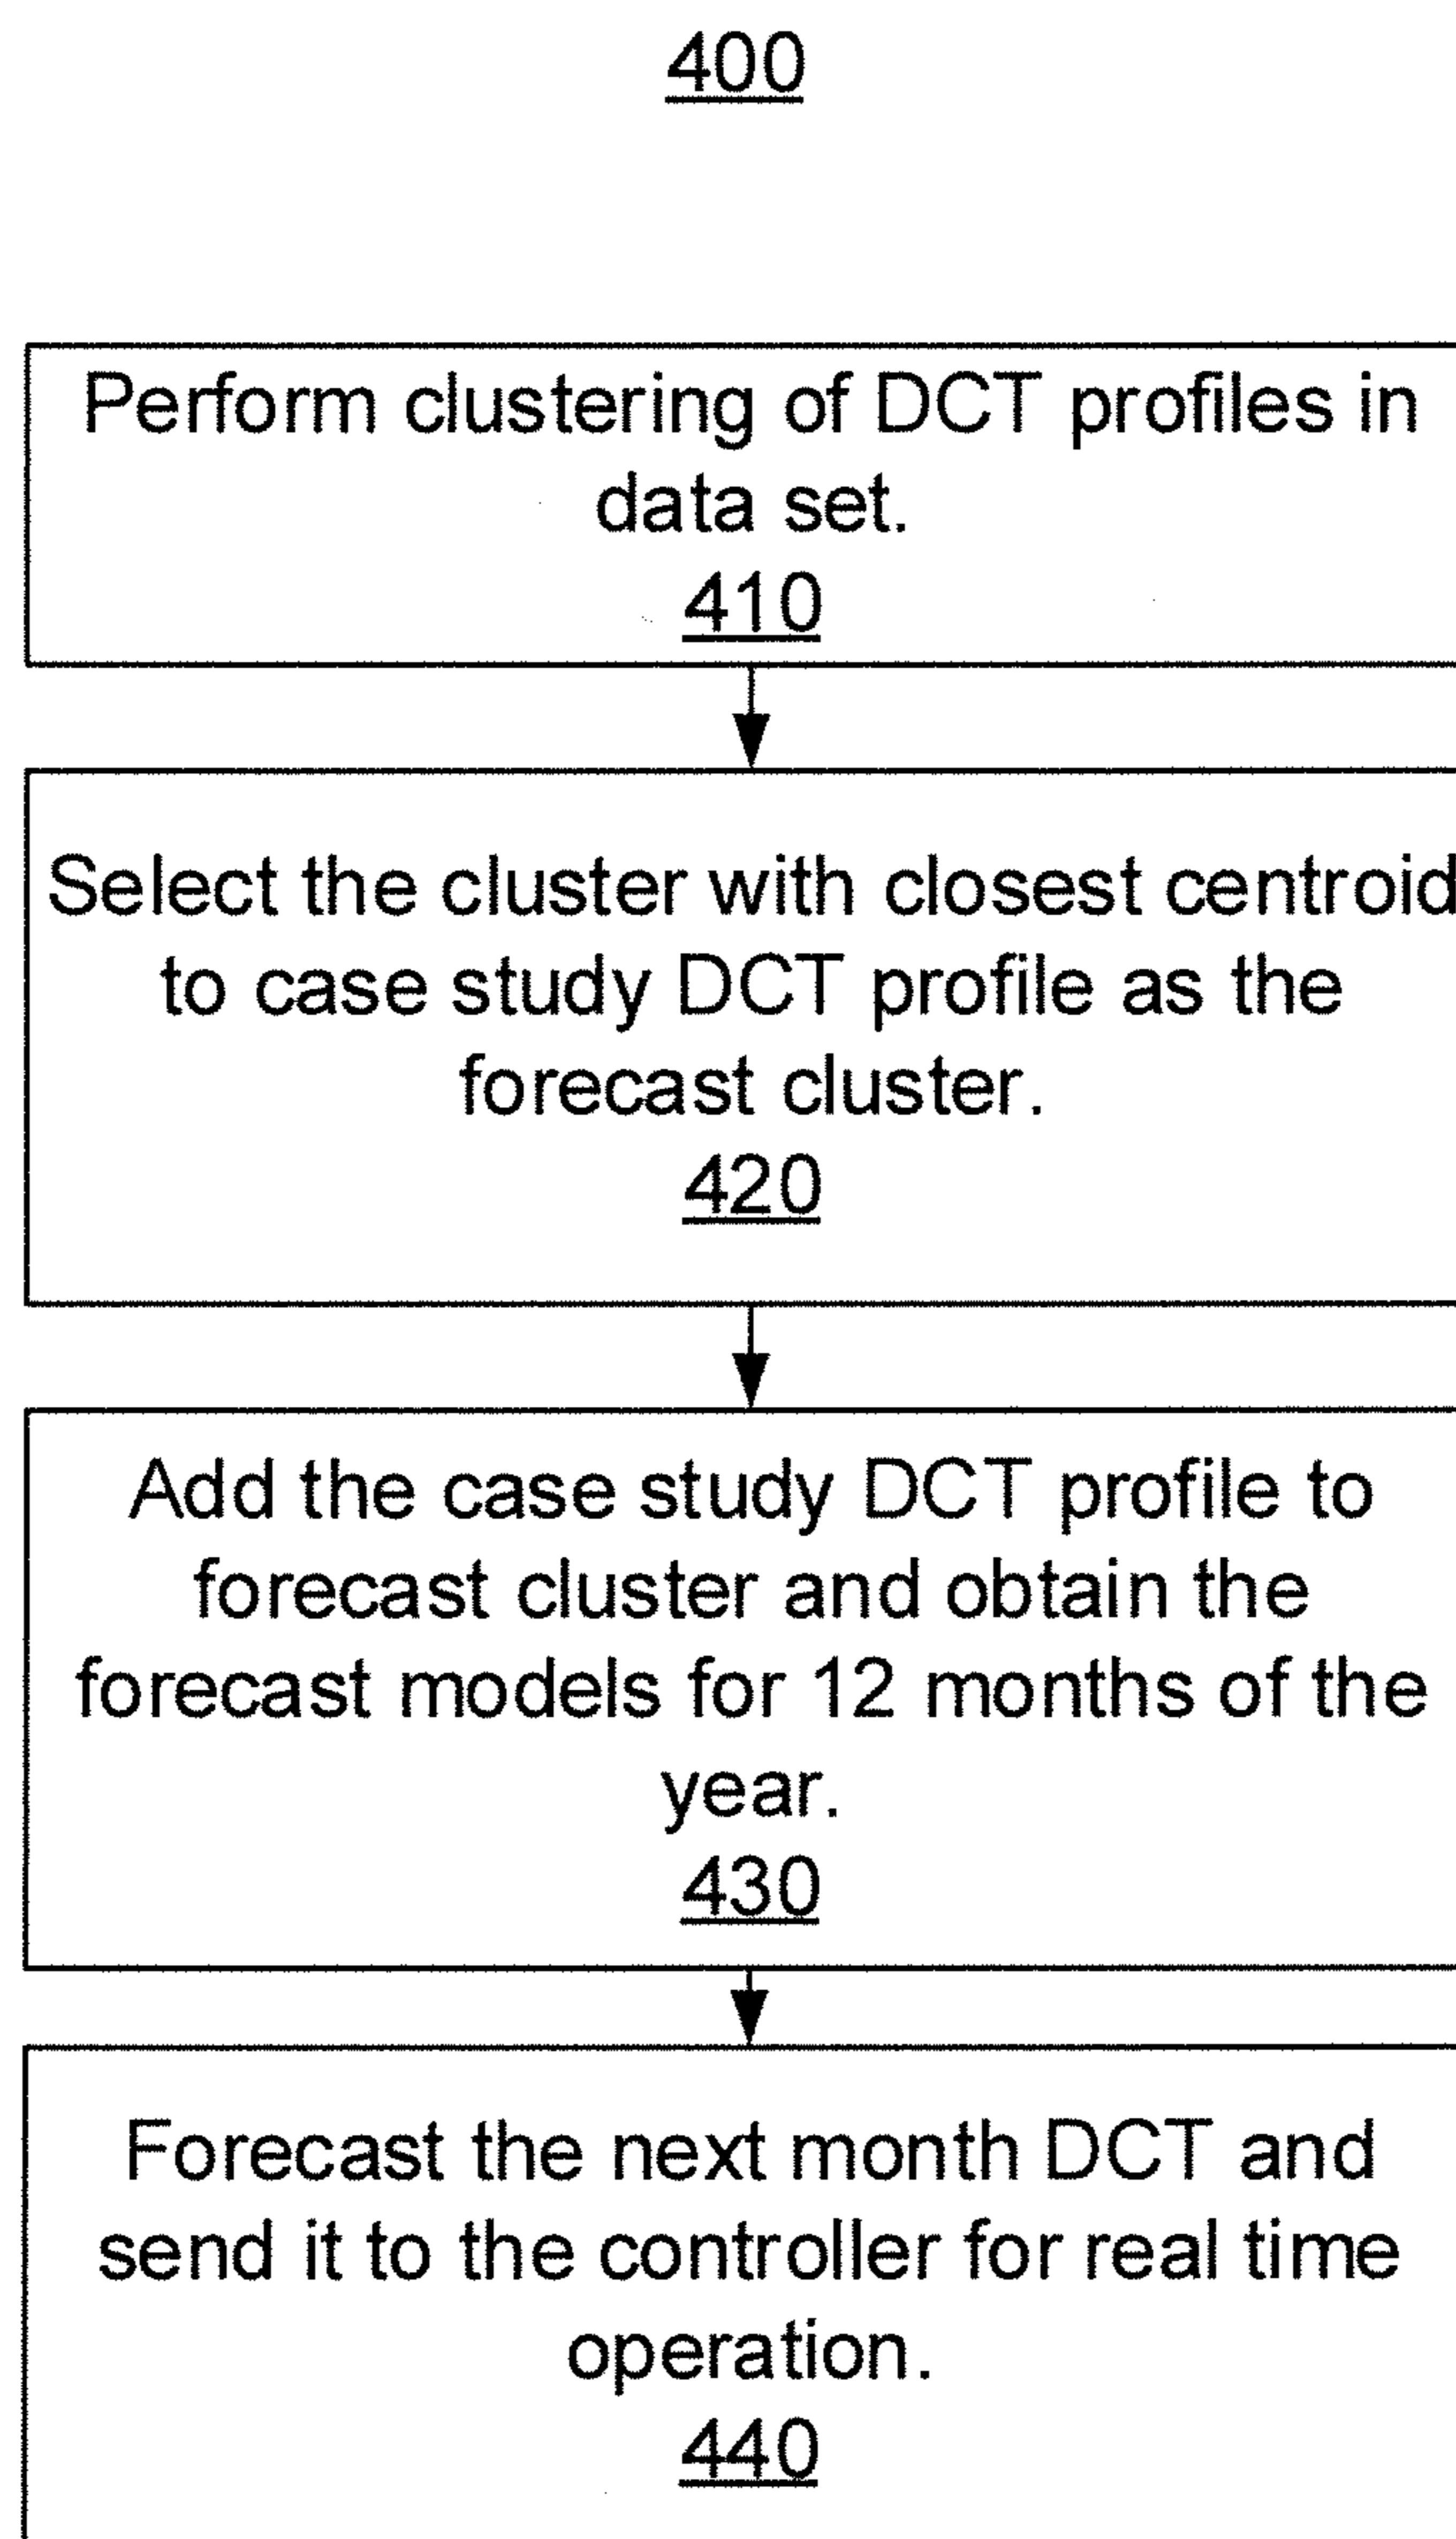 400
Perform clustering of DCT profiles in
data set.
410
Select the cluster with closest centroid
to case study DCT profile as the
forecast cluster.
420
Add the case study DCT profile to
forecast cluster and obtain the
forecast models for 12 months of the
year.
430
Forecast the next month DCT and
send it to the controller for real time
operation.
440